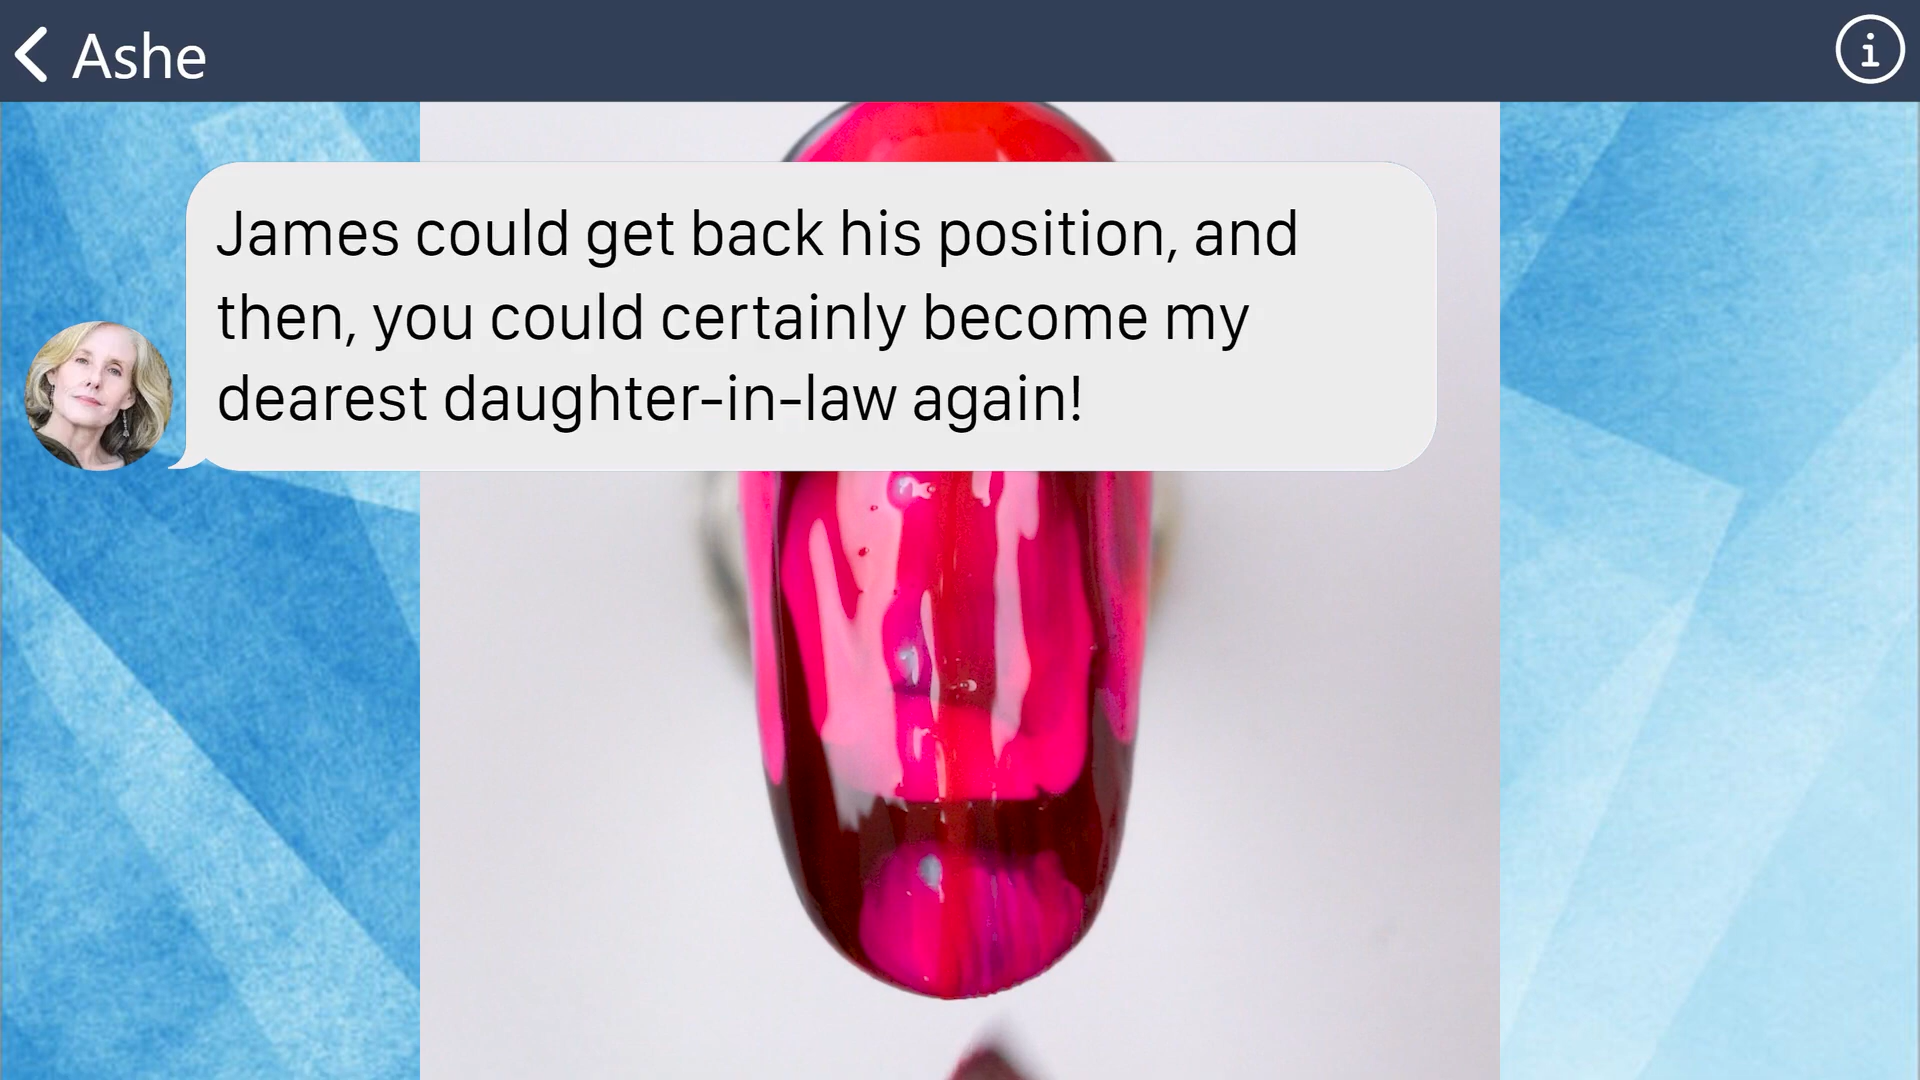 Ashe
James could get back his position, and
then, you could certainly become my
dearest daughter-in-law again!